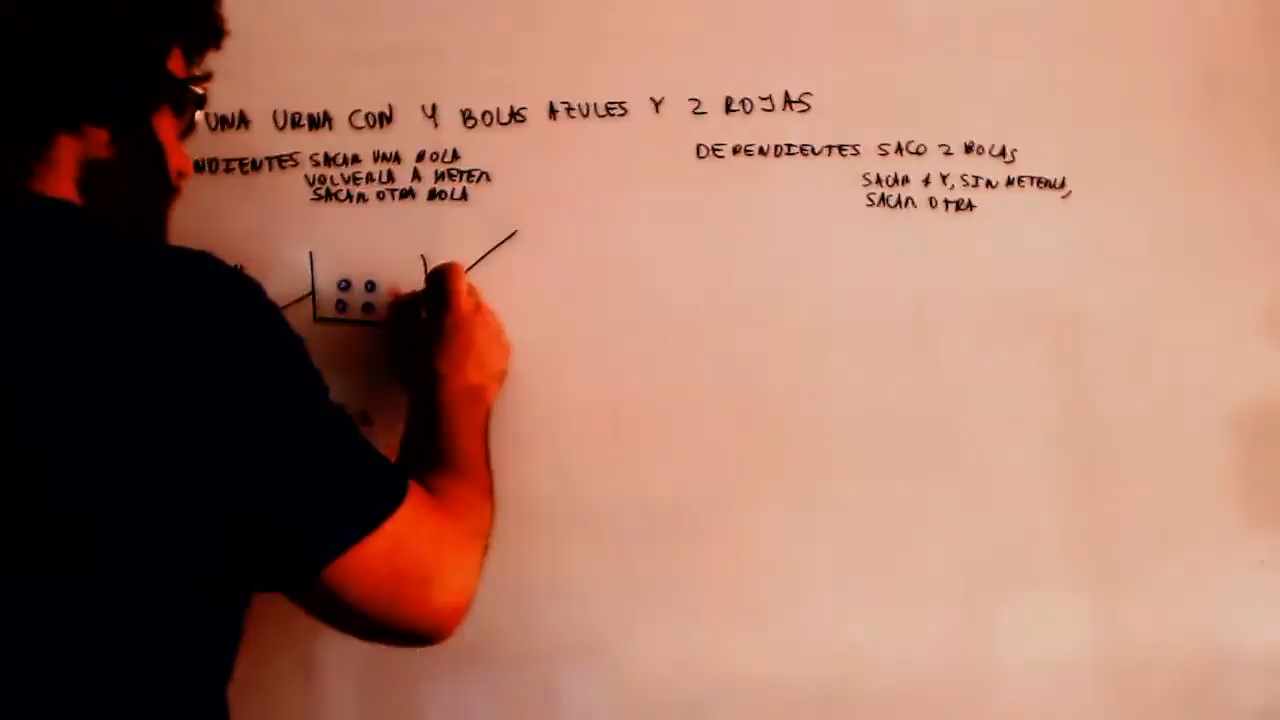 UNA URNA CON 4 BOLAS AZULES Y 2 ROJAS
NDIENTES SACAR UNA BOLA
VOLVERLA A METER
SACAR OTRA BOLA
DEPENDIENTES SACO 2 BOLAS
SACAR 1 Y, SIN METERLA,
SACAR OTRA